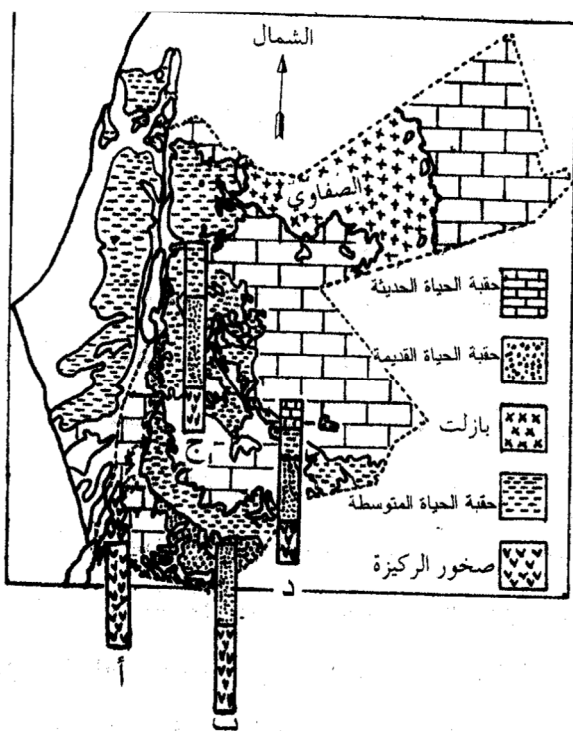 الشمال
الصفاوي
حقبة الحياة الحديثة
حقبة الحياة القديمة
بازلت
حقبة الحياة المتوسطة
صخور الركيزة
ج
د
أ
ب